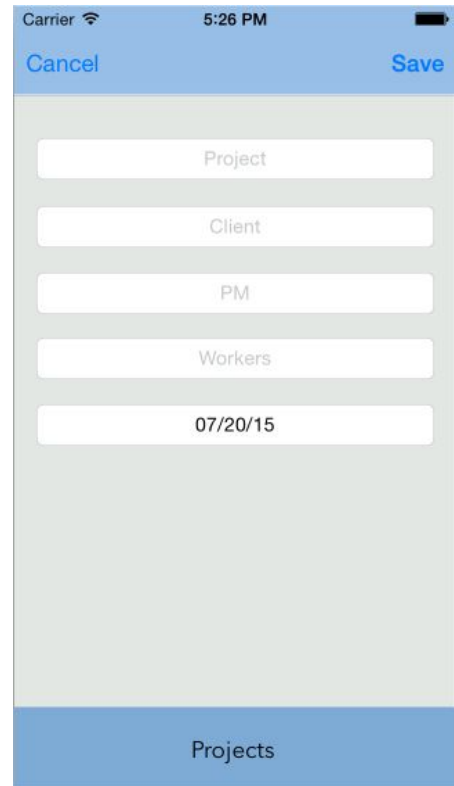 Carrier 5:26 PM
Cancel Save
Project
Client
PM
Workers
07/20/15
Projects